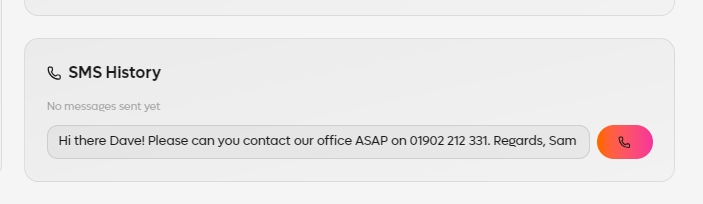 SMS History
No messages sent yet
Hi there Dave! Please can you contact our office ASAP on 01902 212 331. Regards, Sam